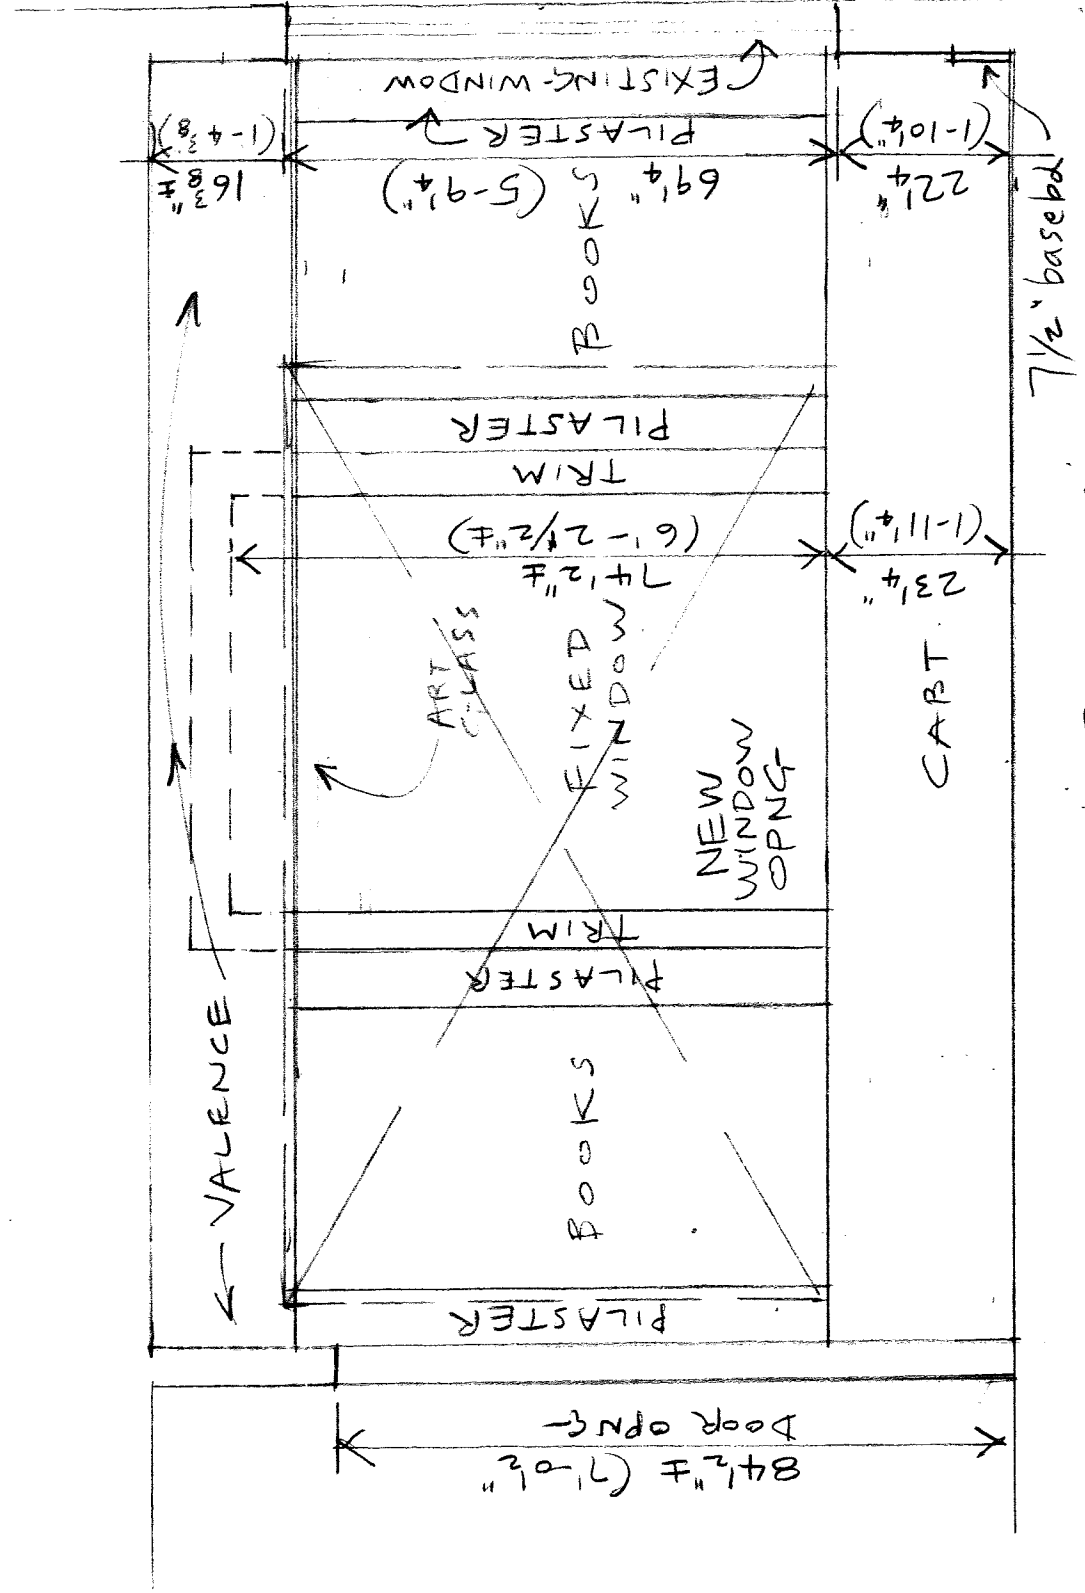 EXISTING WINDOW
PILASTER
16 3/8" ±
(1-4 3/8")
69 1/4"
(5-9 1/4")
22 1/4"
(1-10 1/4")
7 1/2" basebd
BOOKS
PILASTER
TRIM
74 1/2" ±
(6'-2 1/2" ±)
23 1/4"
(1-11 1/4")
ART
GLASS
FIXED
WINDOW
NEW
WINDOW
OPNG
CABT.
VALENCE
TRIM
PILASTER
BOOKS
PILASTER
84 1/2" ± (7'-0 1/2"
DOOR OPNG